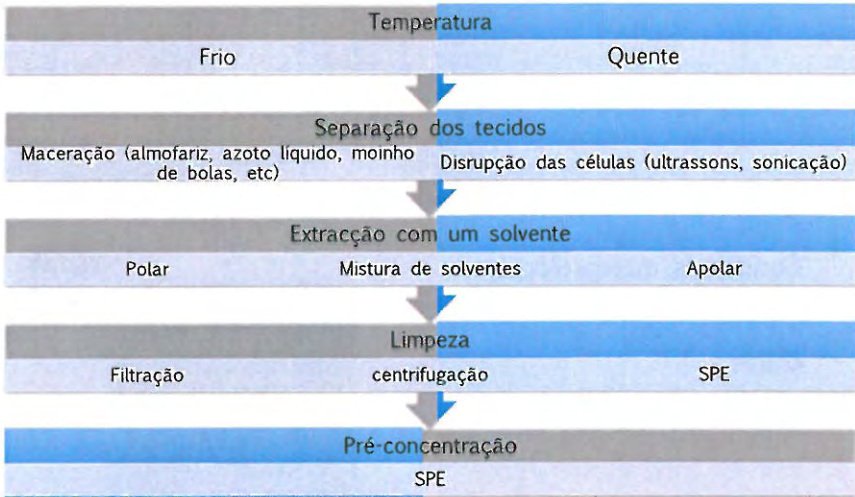 Temperatura
Frio Quente
Separação dos tecidos
Maceração (almofariz, azoto líquido, moinho de bolas, etc) Disrupção das células (ultrassons, sonicação)
Extracção com um solvente
Polar Mistura de solventes Apolar
Limpeza
Filtração centrifugação SPE
Pré-concentração
SPE